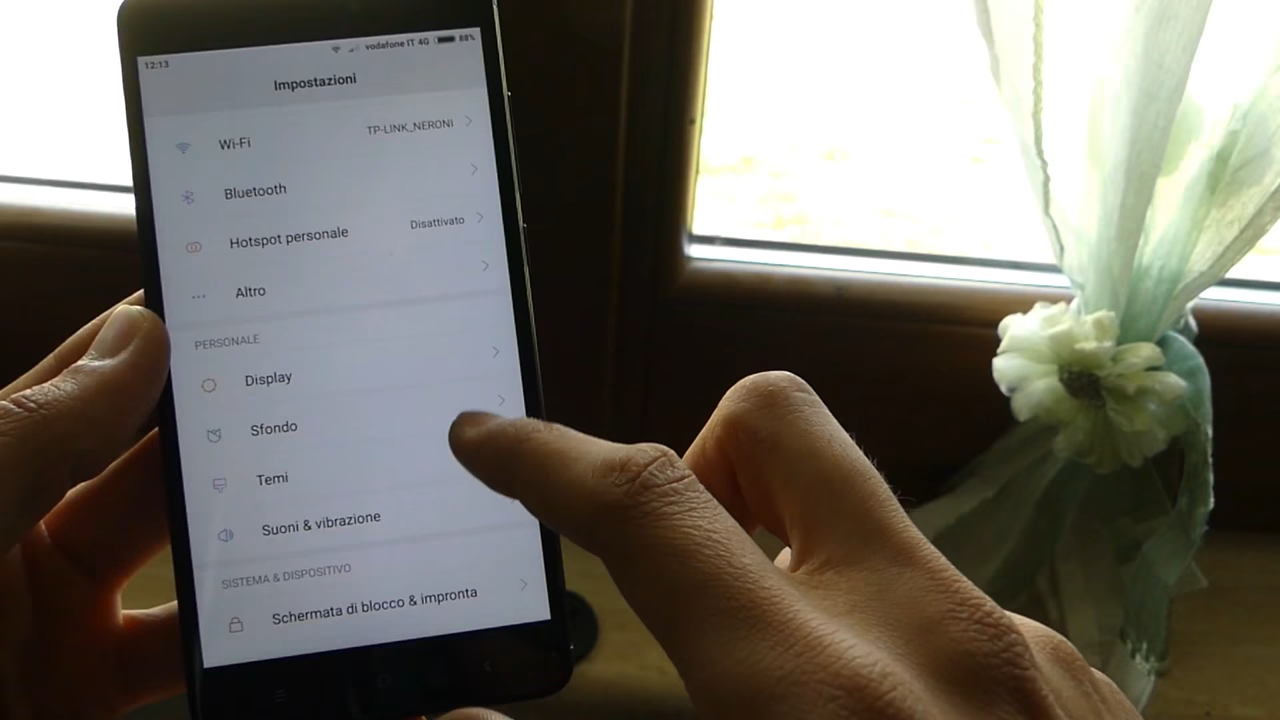 12:13 vodafone IT 4G 88%
Impostazioni
Wi-Fi TP-LINK_NERONI
Bluetooth
Hotspot personale Disattivato
Altro
PERSONALE
Display
Sfondo
Temi
Suoni & vibrazione
SISTEMA & DISPOSITIVO
Schermata di blocco & impronta